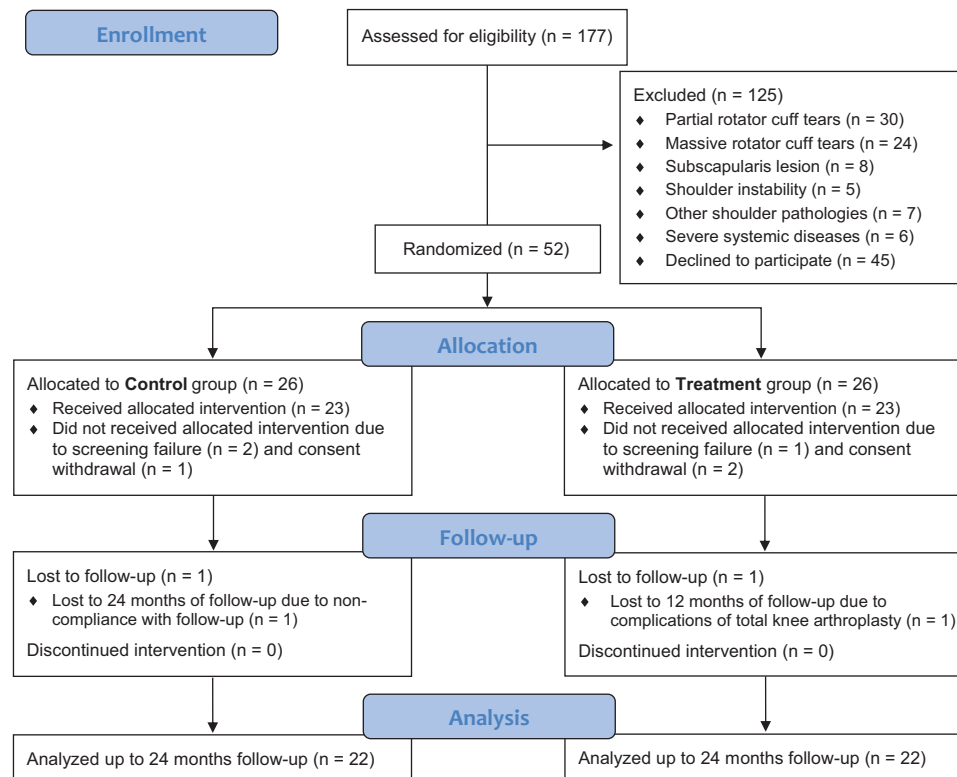 Enrollment
Assessed for eligibility (n = 177)
Excluded (n = 125)
♦ Partial rotator cuff tears (n = 30)
♦ Massive rotator cuff tears (n = 24)
♦ Subscapularis lesion (n = 8)
♦ Shoulder instability (n = 5)
♦ Other shoulder pathologies (n = 7)
♦ Severe systemic diseases (n = 6)
♦ Declined to participate (n = 45)
Randomized (n = 52)
Allocation
Allocated to Control group (n = 26)
♦ Received allocated intervention (n = 23)
♦ Did not received allocated intervention due
to screening failure (n = 2) and consent
withdrawal (n = 1)
Allocated to Treatment group (n = 26)
♦ Received allocated intervention (n = 23)
♦ Did not received allocated intervention due
to screening failure (n = 1) and consent
withdrawal (n = 2)
Follow-up
Lost to follow-up (n = 1)
♦ Lost to 24 months of follow-up due to non-
compliance with follow-up (n = 1)
Discontinued intervention (n = 0)
Lost to follow-up (n = 1)
♦ Lost to 12 months of follow-up due to
complications of total knee arthroplasty (n = 1)
Discontinued intervention (n = 0)
Analysis
Analyzed up to 24 months follow-up (n = 22)
Analyzed up to 24 months follow-up (n = 22)